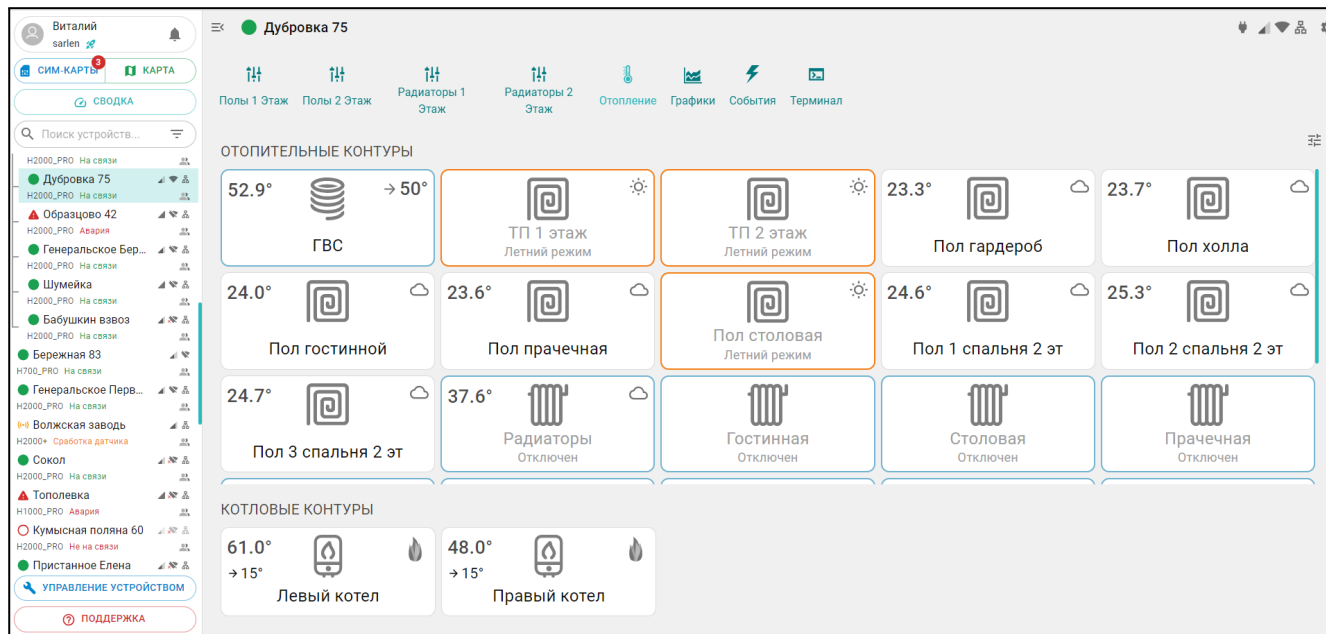 Виталий
sarlen
СИМ-КАРТЫ 3
КАРТА
СВОДКА
Поиск устройств...
H2000_PRO На связи
Дубровка 75
H2000_PRO На связи
Образцово 42
H2000_PRO Авария
Генеральское Бер...
H2000_PRO На связи
Шумейка
H2000_PRO На связи
Бабушкин взвоз
H2000_PRO На связи
Бережная 83
H700_PRO На связи
Генеральское Перв...
H2000_PRO На связи
Волжская заводь
H2000+ Сработка датчика
Сокол
H2000_PRO На связи
Тополевка
H1000_PRO Авария
Кумысная поляна 60
H2000_PRO Не на связи
Пристанное Елена
УПРАВЛЕНИЕ УСТРОЙСТВОМ
ПОДДЕРЖКА
Дубровка 75
Полы 1 Этаж
Полы 2 Этаж
Радиаторы 1
Этаж
Радиаторы 2
Этаж
Отопление
Графики
События
Терминал
ОТОПИТЕЛЬНЫЕ КОНТУРЫ
52.9° → 50°
ГВС
ТП 1 этаж
Летний режим
ТП 2 этаж
Летний режим
23.3°
Пол гардероб
23.7°
Пол холла
24.0°
Пол гостинной
23.6°
Пол прачечная
Пол столовая
Летний режим
24.6°
Пол 1 спальня 2 эт
25.3°
Пол 2 спальня 2 эт
24.7°
Пол 3 спальня 2 эт
37.6°
Радиаторы
Отключен
Гостинная
Отключен
Столовая
Отключен
Прачечная
Отключен
КОТЛОВЫЕ КОНТУРЫ
61.0°
→ 15°
Левый котел
48.0°
→ 15°
Правый котел